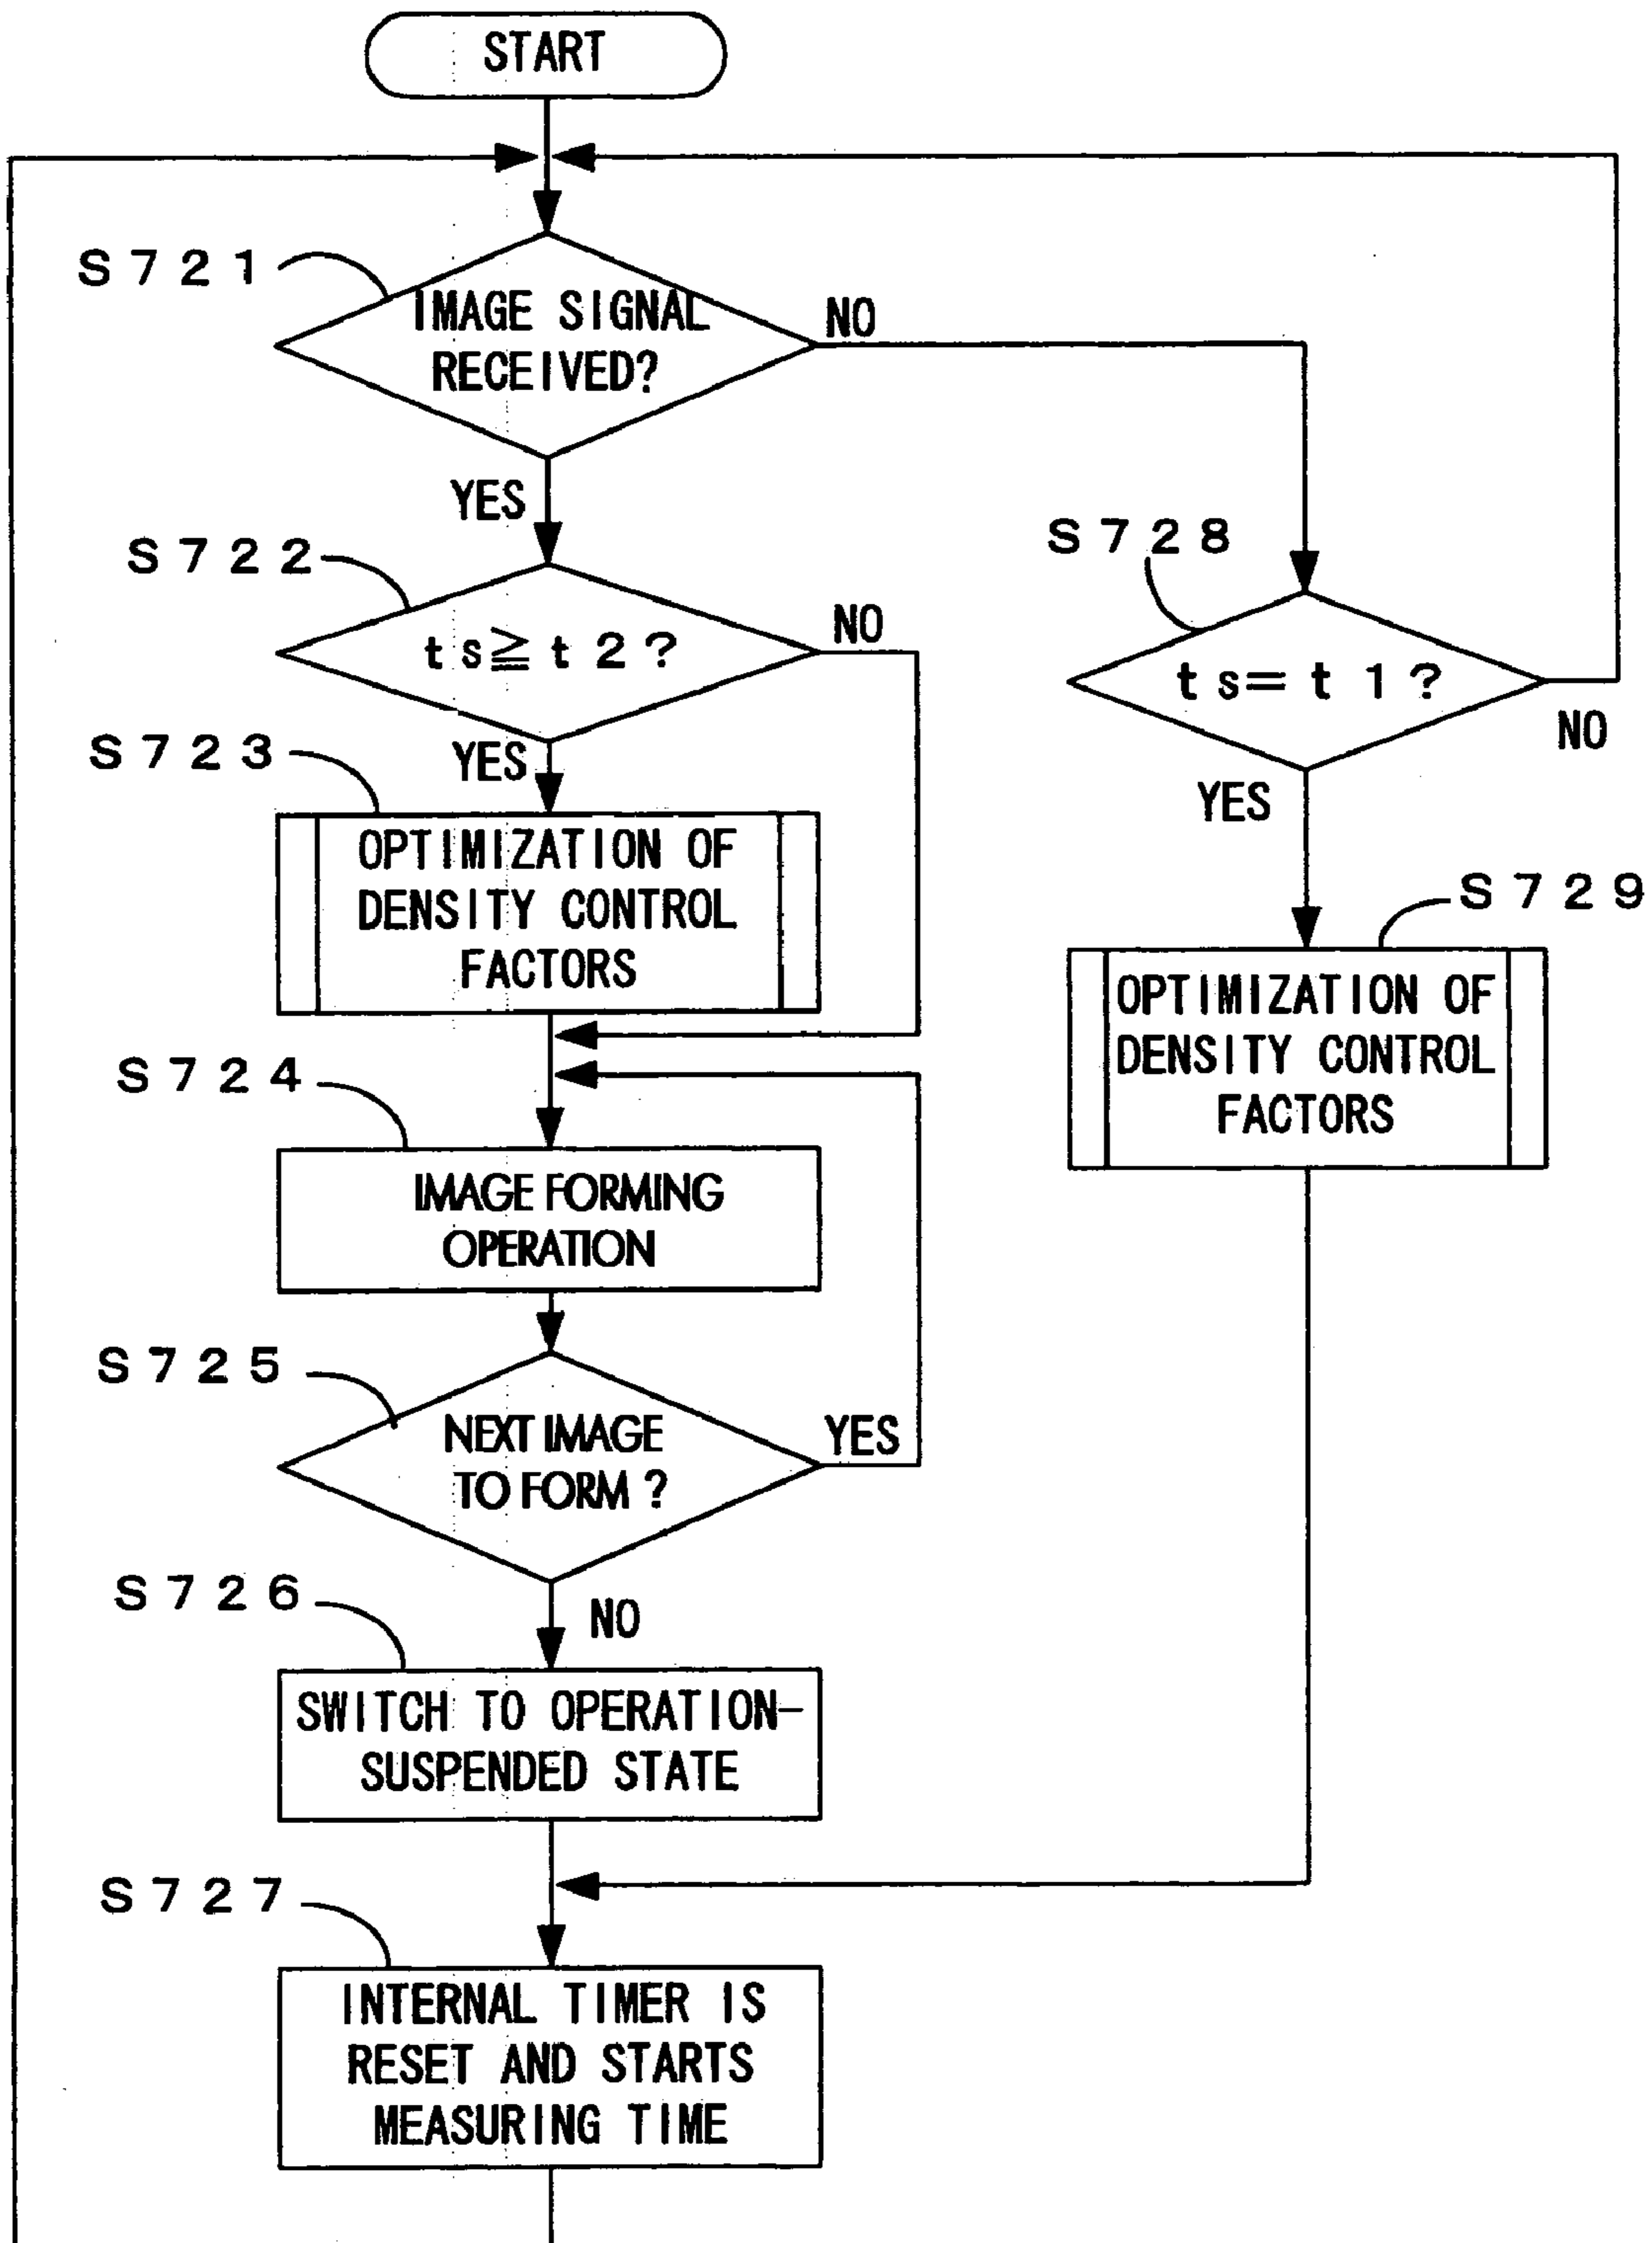 START
S721
IMAGE SIGNAL
RECEIVED?
NO
YES
S722
ts≧t2?
NO
YES
S723
OPTIMIZATION OF
DENSITY CONTROL
FACTORS
S724
IMAGE FORMING
OPERATION
S725
NEXT IMAGE
TO FORM ?
YES
NO
S726
SWITCH TO OPERATION-
SUSPENDED STATE
S727
INTERNAL TIMER IS
RESET AND STARTS
MEASURING TIME
S728
ts=t1?
NO
YES
S729
OPTIMIZATION OF
DENSITY CONTROL
FACTORS